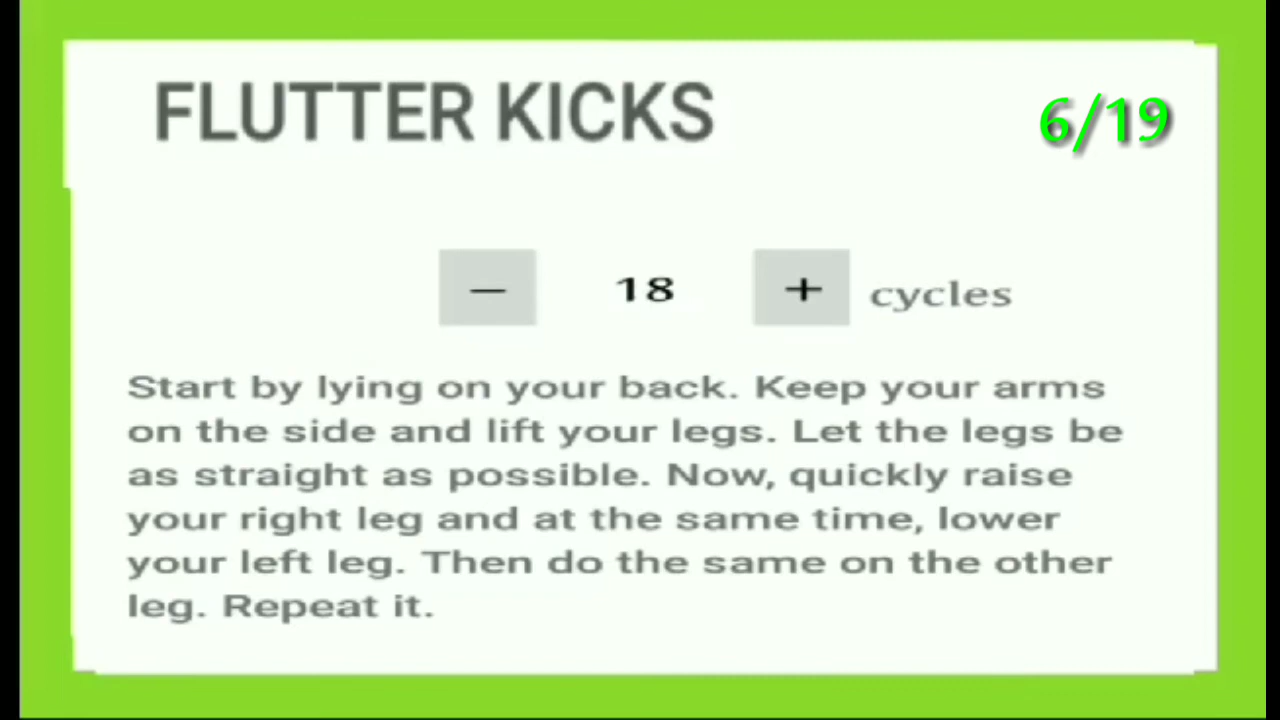 FLUTTER KICKS
6/19
− 18 + cycles
Start by lying on your back. Keep your arms
on the side and lift your legs. Let the legs be
as straight as possible. Now, quickly raise
your right leg and at the same time, lower
your left leg. Then do the same on the other
leg. Repeat it.